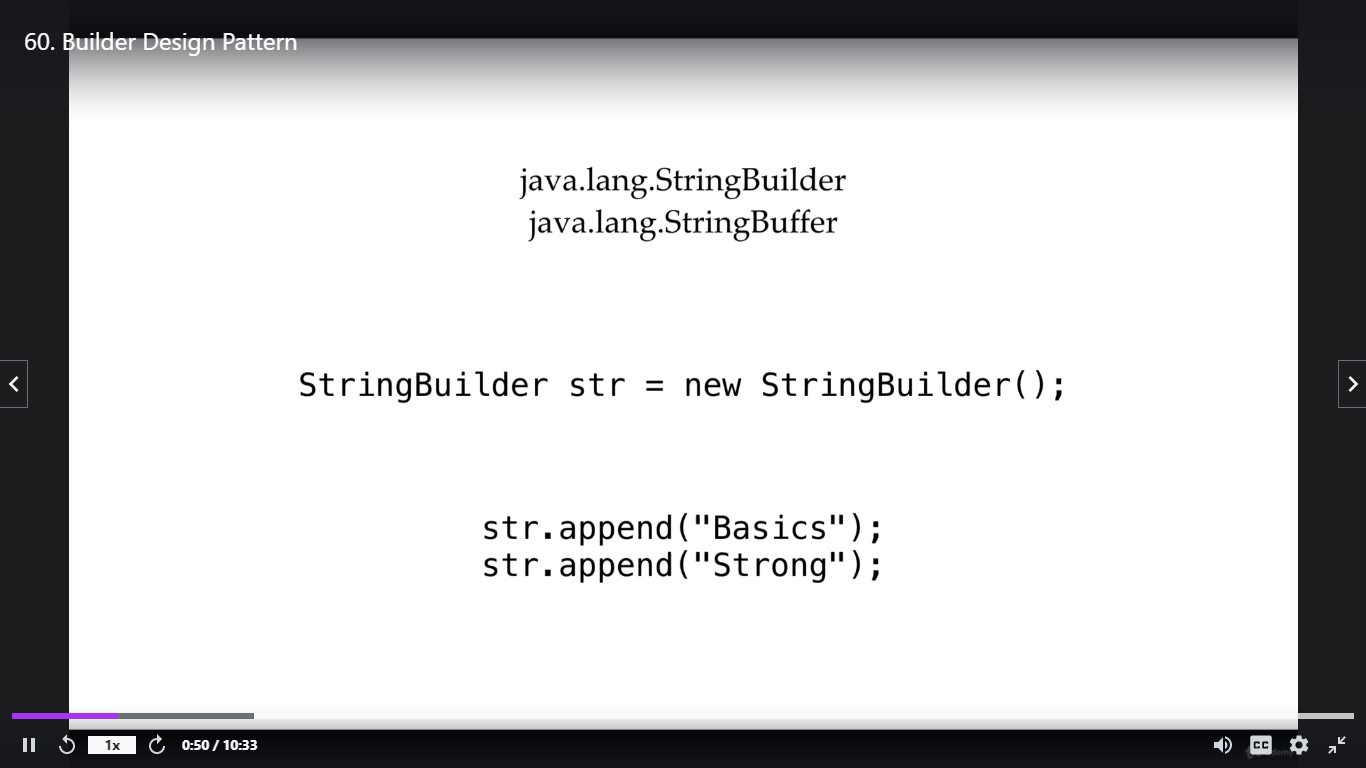 60. Builder Design Pattern
java.lang.StringBuilder
java.lang.StringBuffer
StringBuilder str = new StringBuilder();
str.append("Basics");
str.append("Strong");
1x
0:50 / 10:33
CC